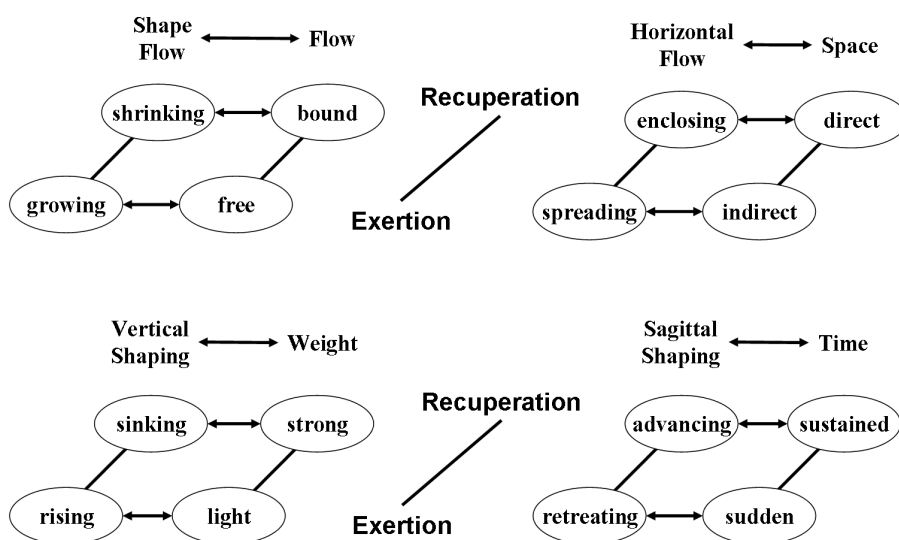 Shape
Flow
Flow
shrinking
bound
growing
free
Recuperation
Exertion
Horizontal
Flow
Space
enclosing
direct
spreading
indirect
Vertical
Shaping
Weight
sinking
strong
rising
light
Recuperation
Exertion
Sagittal
Shaping
Time
advancing
sustained
retreating
sudden